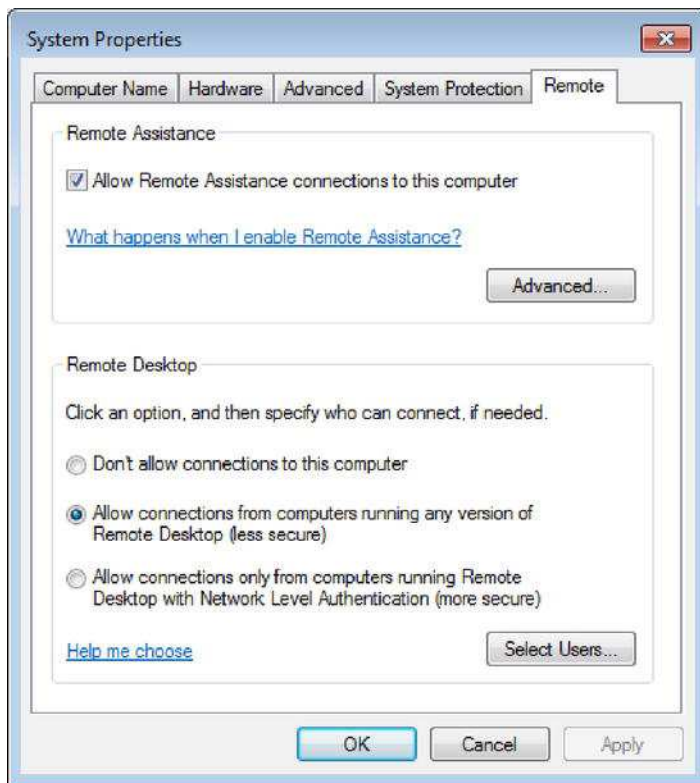 System Properties
Computer Name
Hardware
Advanced
System Protection
Remote
Remote Assistance
Allow Remote Assistance connections to this computer
What happens when I enable Remote Assistance?
Advanced...
Remote Desktop
Click an option, and then specify who can connect, if needed.
Don't allow connections to this computer
Allow connections from computers running any version of
Remote Desktop (less secure)
Allow connections only from computers running Remote
Desktop with Network Level Authentication (more secure)
Help me choose
Select Users...
OK
Cancel
Apply